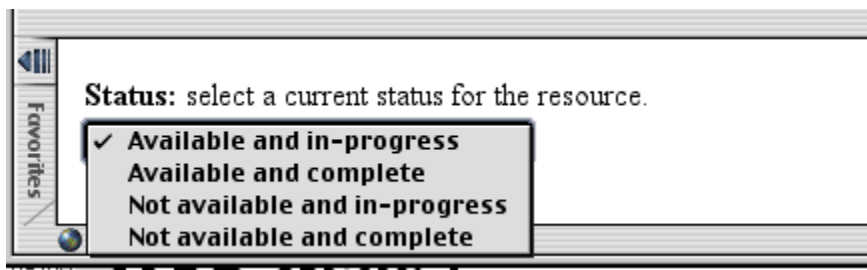 Status: select a current status for the resource.
Favorites
✓ Available and in-progress
Available and complete
Not available and in-progress
Not available and complete